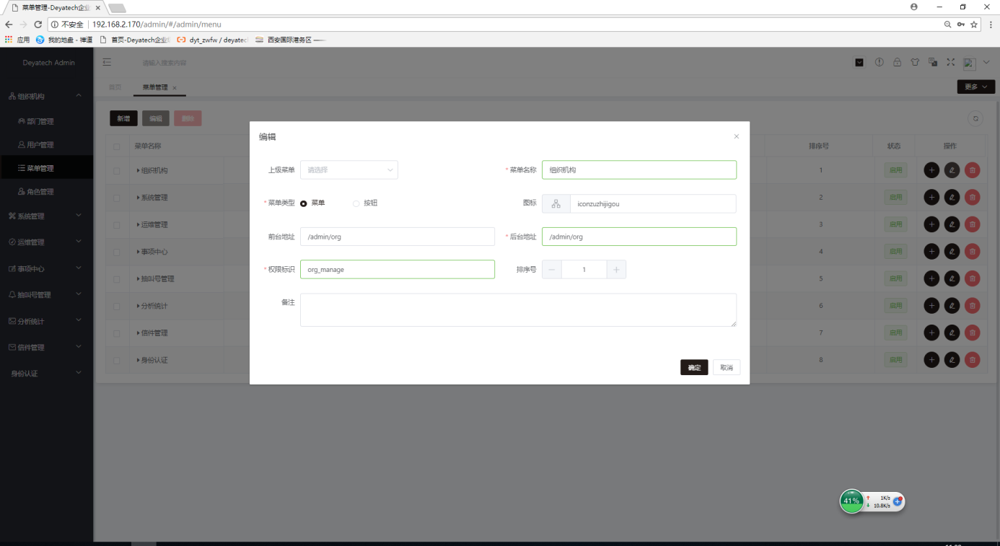 菜单管理-Deyatech企业
不安全 | 192.168.2.170/admin/#/admin/menu
应用 我的地盘 - 禅道 首页-Deyatech企业 dyt_zwfw / deyatec 西安国际港务区 ——
Deyatech Admin
请输入搜索内容
首页 菜单管理 更多
组织机构
部门管理
用户管理
菜单管理
角色管理
系统管理
运维管理
事项中心
抽叫号管理
分析统计
信件管理
身份认证
新增 编辑 删除
菜单名称 排序号 状态 操作
组织机构 1 启用
系统管理 2 启用
运维管理 3 启用
事项中心 4 启用
抽叫号管理 5 启用
分析统计 6 启用
信件管理 7 启用
身份认证 8 启用
编辑
上级菜单 请选择 * 菜单名称 组织机构
* 菜单类型 菜单 按钮 图标 iconzuzhijigou
前台地址 /admin/org * 后台地址 /admin/org
* 权限标识 org_manage 排序号 1
备注
确定 取消
41% 1K/s
10.8K/s